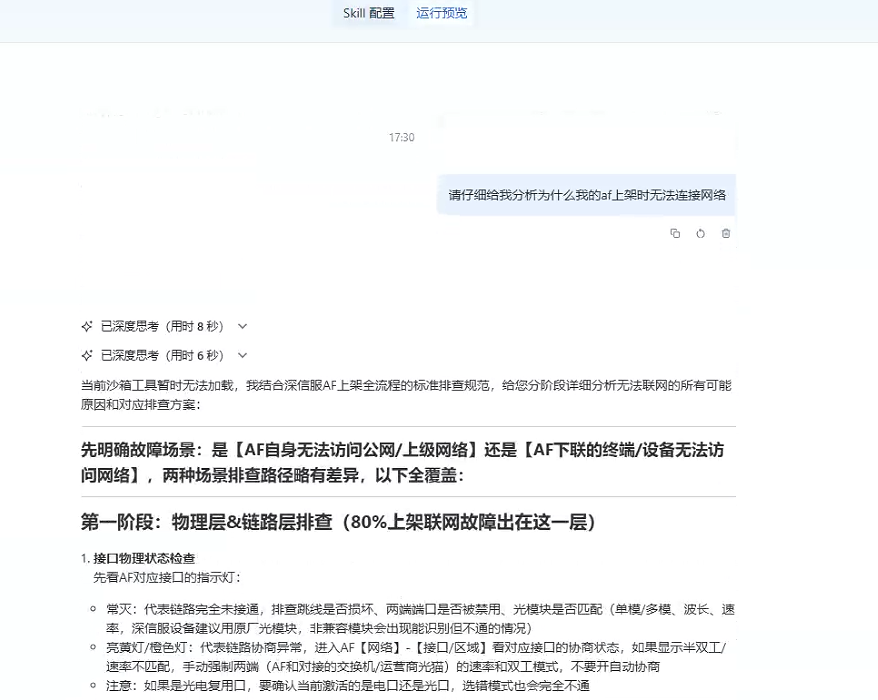 Skill 配置 运行预览
17:30
请仔细给我分析为什么我的af上架时无法连接网络
已深度思考（用时 8 秒）
已深度思考（用时 6 秒）
当前沙箱工具暂时无法加载，我结合深信服AF上架全流程的标准排查规范，给您分阶段详细分析无法联网的所有可能
原因和对应排查方案：
先明确故障场景：是【AF自身无法访问公网/上级网络】还是【AF下联的终端/设备无法访
问网络】，两种场景排查路径略有差异，以下全覆盖：
第一阶段：物理层&链路层排查（80%上架联网故障出在这一层）
1. 接口物理状态检查
先看AF对应接口的指示灯：
常灭：代表链路完全未接通，排查跳线是否损坏、两端端口是否被禁用、光模块是否匹配（单模/多模、波长、速
率，深信服设备建议用原厂光模块，非兼容模块会出现能识别但不通的情况）
亮黄灯/橙色灯：代表链路协商异常，进入AF【网络】-【接口/区域】看对应接口的协商状态，如果显示半双工/
速率不匹配，手动强制两端（AF和对接的交换机/运营商光猫）的速率和双工模式，不要开自动协商
注意：如果是光电复用口，要确认当前激活的是电口还是光口，选错模式也会完全不通